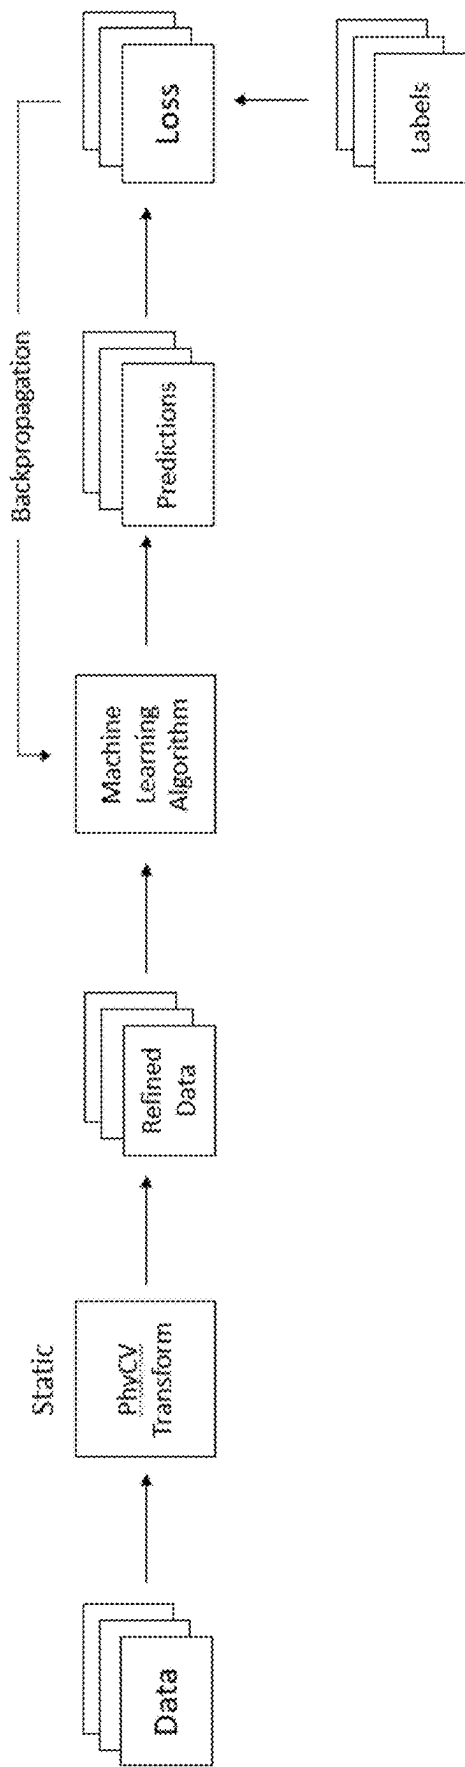 Data
Static
PhyCV
Transform
Refined
Data
Machine
Learning
Algorithm
Backpropagation
Predictions
Loss
Labels